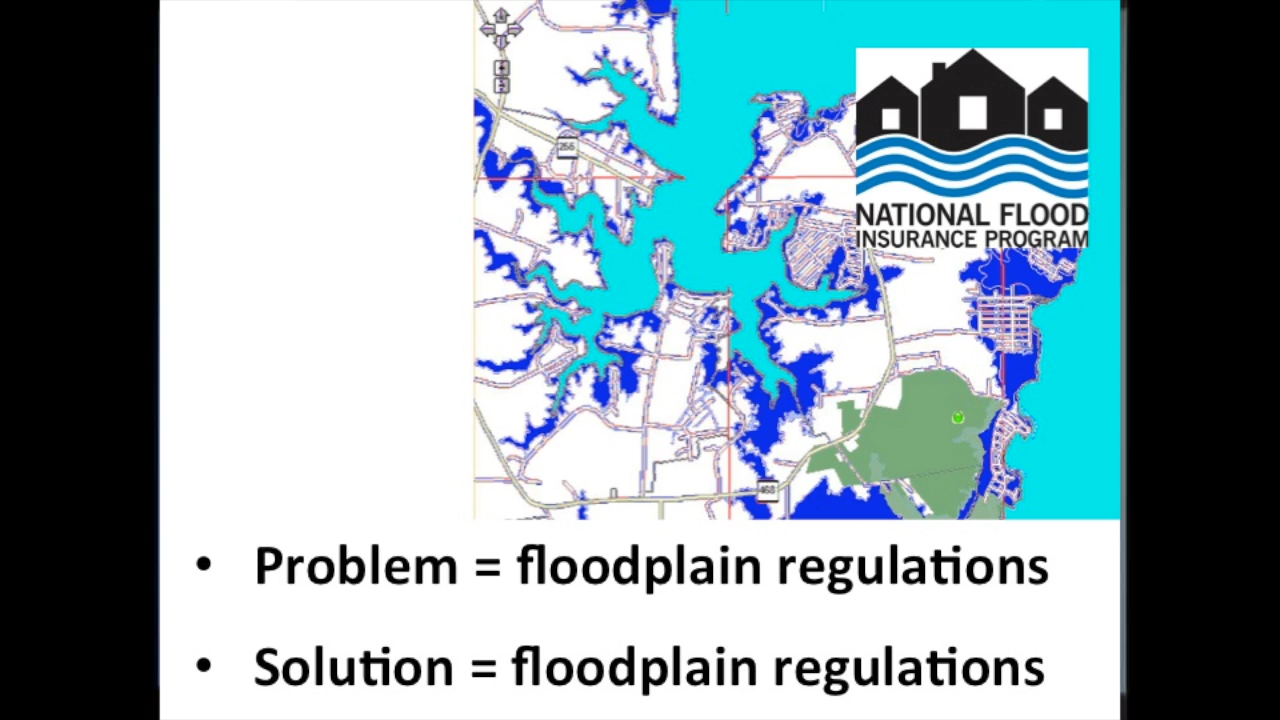 NATIONAL FLOOD
INSURANCE PROGRAM
• Problem = floodplain regulations
• Solution = floodplain regulations